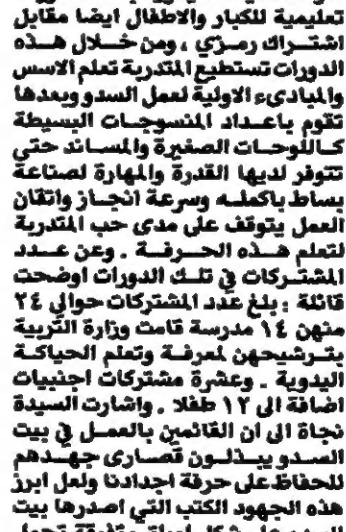 تعليمية للكبار والاطفال ايضا مقابل
اشتراك رمزي ، ومن خلال هذه
الدورات تستطيع المتدربة تعلم الاسس
والمبادىء الاولية لعمل السدو وبعدها
تقوم باعداد المنسوجات البسيطة
كاللوحات الصغيرة والمساند حتى
تتوفر لديها القدرة والمهارة لصناعة
بساط باكمله وسرعة انجاز واتقان
العمل يتوقف على مدى حب المتدربة
لتعلم هذه الحرفة . وعن عدد
المشتركات في تلك الدورات اوضحت
قائلة : بلغ عدد المشتركات حوالي ٢٤
منهن ١٤ مدرسة قامت وزارة التربية
بترشيحهن لمعرفة وتعلم الحياكة
اليدوية . وعشرة مشتركات اجنبيات
اضافة الى ١٢ طفلا . واشارت السيدة
نجاة الى ان القائمين بالعمل في بيت
السدو يبذلون قصارى جهدهم
للحفاظ على حرفة اجدادنا ولعل ابرز
هذه الجهود الكتب التي اصدرها بيت